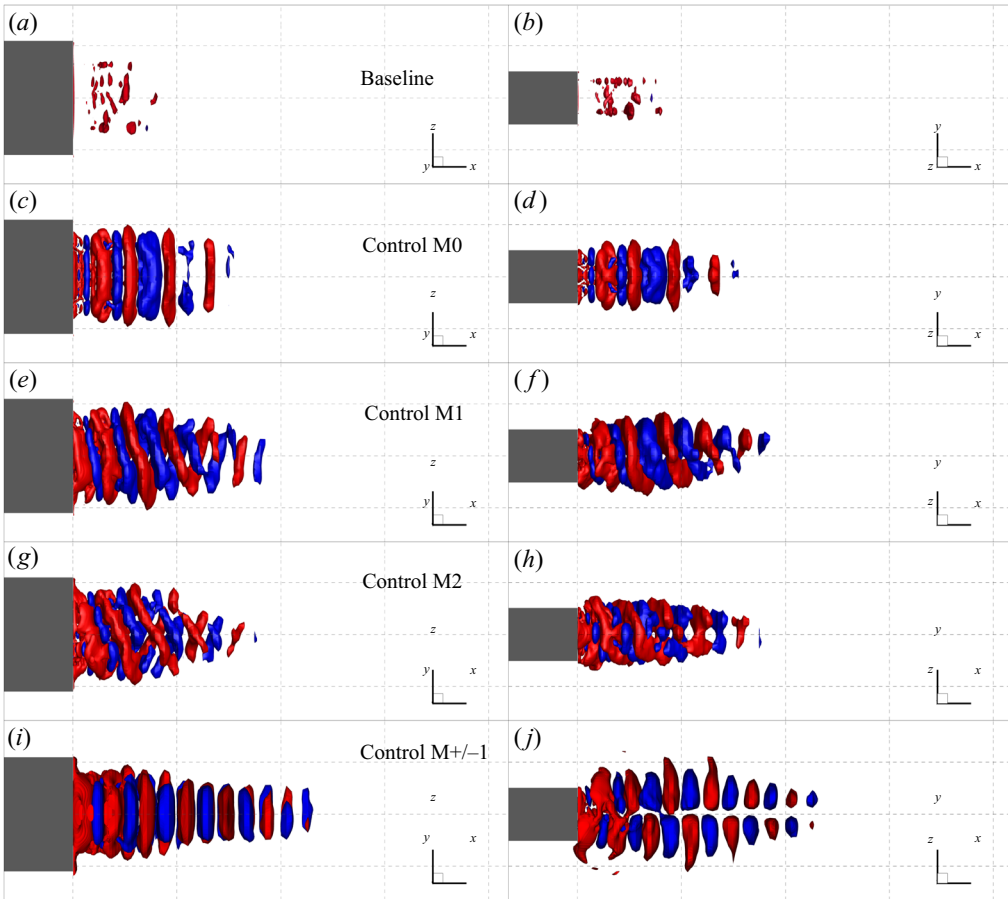 (a)
(b)
Baseline
z
y
y x
z x
(c)
(d)
Control M0
z
y
y x
z x
(e)
(f)
Control M1
z
y
y x
z x
(g)
(h)
Control M2
z
y
y x
z x
(i)
(j)
Control M+/–1
z
y
y x
z x